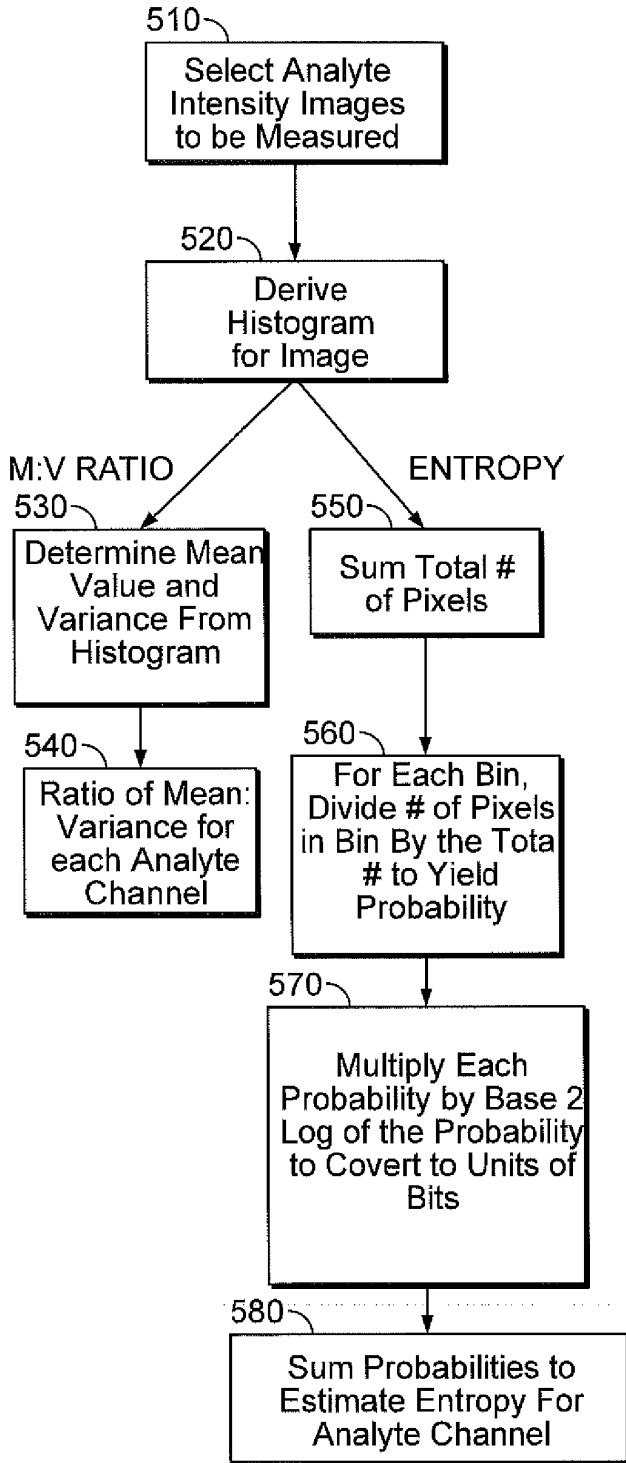 510
Select Analyte
Intensity Images
to be Measured
520
Derive
Histogram
for Image
M:V RATIO
ENTROPY
530
Determine Mean
Value and
Variance From
Histogram
540
Ratio of Mean:
Variance for
each Analyte
Channel
550
Sum Total #
of Pixels
560
For Each Bin,
Divide # of Pixels
in Bin By the Tota
# to Yield
Probability
570
Multiply Each
Probability by Base 2
Log of the Probability
to Covert to Units of
Bits
580
Sum Probabilities to
Estimate Entropy For
Analyte Channel